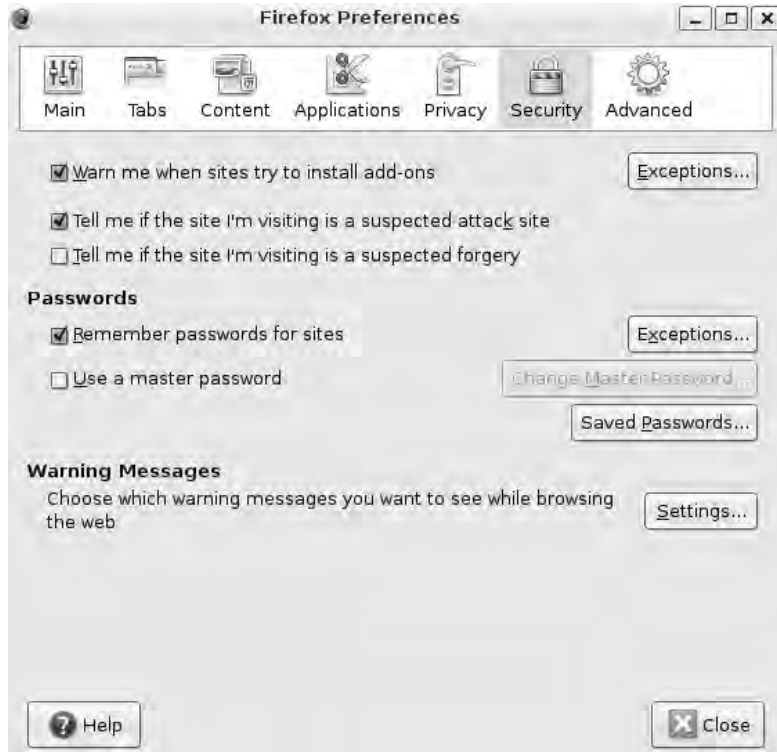 Firefox Preferences
Main Tabs Content Applications Privacy Security Advanced
Warn me when sites try to install add-ons Exceptions...
Tell me if the site I'm visiting is a suspected attack site
Tell me if the site I'm visiting is a suspected forgery
Passwords
Remember passwords for sites Exceptions...
Use a master password Change Master Password...
Saved Passwords...
Warning Messages
Choose which warning messages you want to see while browsing
the web Settings...
Help Close